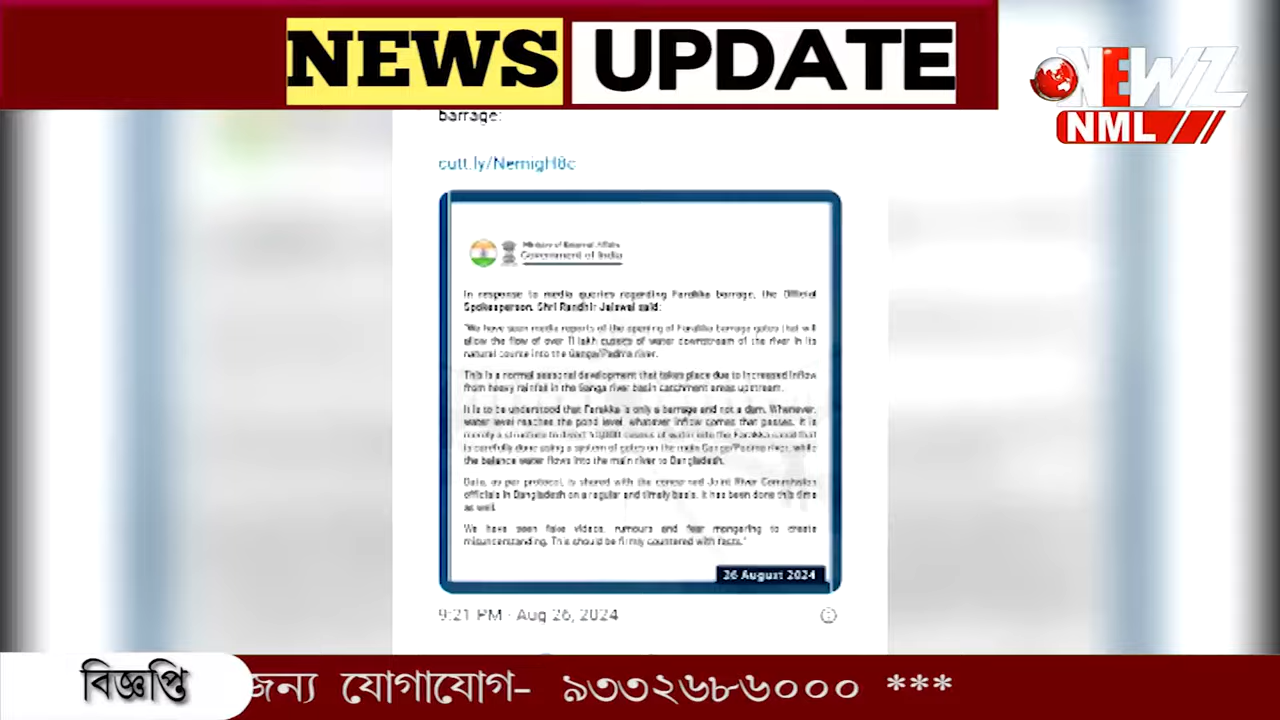 NEWS UPDATE
NEWZ
NML
barrage:
cutt.ly/NemigH8c
Ministry of External Affairs
Government of India
In response to media queries regarding Farakka barrage, the Official
Spokesperson, Shri Randhir Jaiswal said:
"We have seen media reports of the opening of Farakka barrage gates that will
allow the flow of over 11 lakh cusecs of water downstream of the river in its
natural course into the Ganga/Padma river.
This is a normal seasonal development that takes place due to increased inflow
from heavy rainfall in the Ganga river basin catchment areas upstream.
It is to be understood that Farakka is only a barrage and not a dam. Whenever,
water level reaches the pond level, whatever inflow comes that passes. It is
merely a structure to divert 40,000 cusecs of water into the Farakka canal that
is carefully done using a system of gates on the main Ganga/Padma river, while
the balance water flows into the main river to Bangladesh.
Data, as per protocol, is shared with the concerned Joint River Commission
officials in Bangladesh on a regular and timely basis. It has been done this time
as well.
We have seen fake videos, rumours and fear mongering to create
misunderstanding. This should be firmly countered with facts."
26 August 2024
9:21 PM · Aug 26, 2024
বিজ্ঞপ্তি জন্য যোগাযোগ- ৯৩৩২৬৮৬০০০ ***